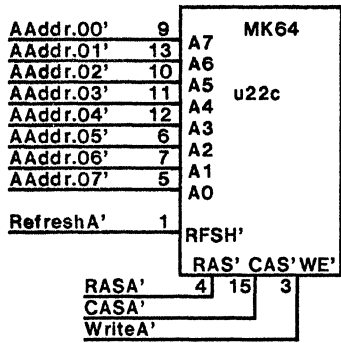 AAddr.00' 9 A7 MK64
AAddr.01' 13 A6
AAddr.02' 10 A5
AAddr.03' 11 A4 u22c
AAddr.04' 12 A3
AAddr.05' 6 A2
AAddr.06' 7 A1
AAddr.07' 5 A0
RefreshA' 1 RFSH'
RAS' CAS' WE'
RASA' 4 15 3
CASA'
WriteA'